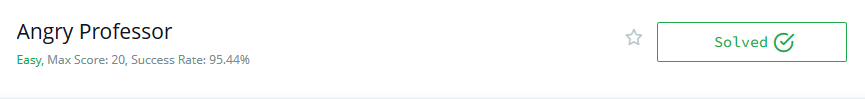 Angry Professor
Easy, Max Score: 20, Success Rate: 95.44%
Solved